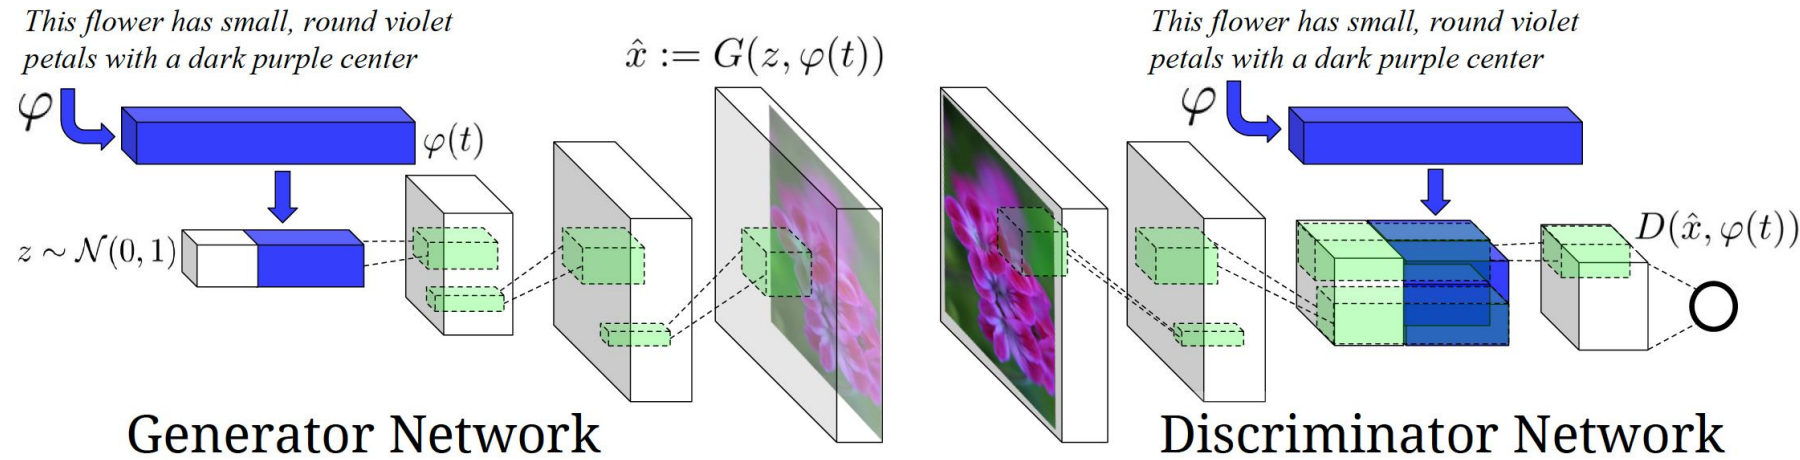 This flower has small, round violet
petals with a dark purple center
φ
φ(t)
z ∼ 𝒩(0, 1)
x̂ := G(z, φ(t))
Generator Network
This flower has small, round violet
petals with a dark purple center
φ
D(x̂, φ(t))
Discriminator Network